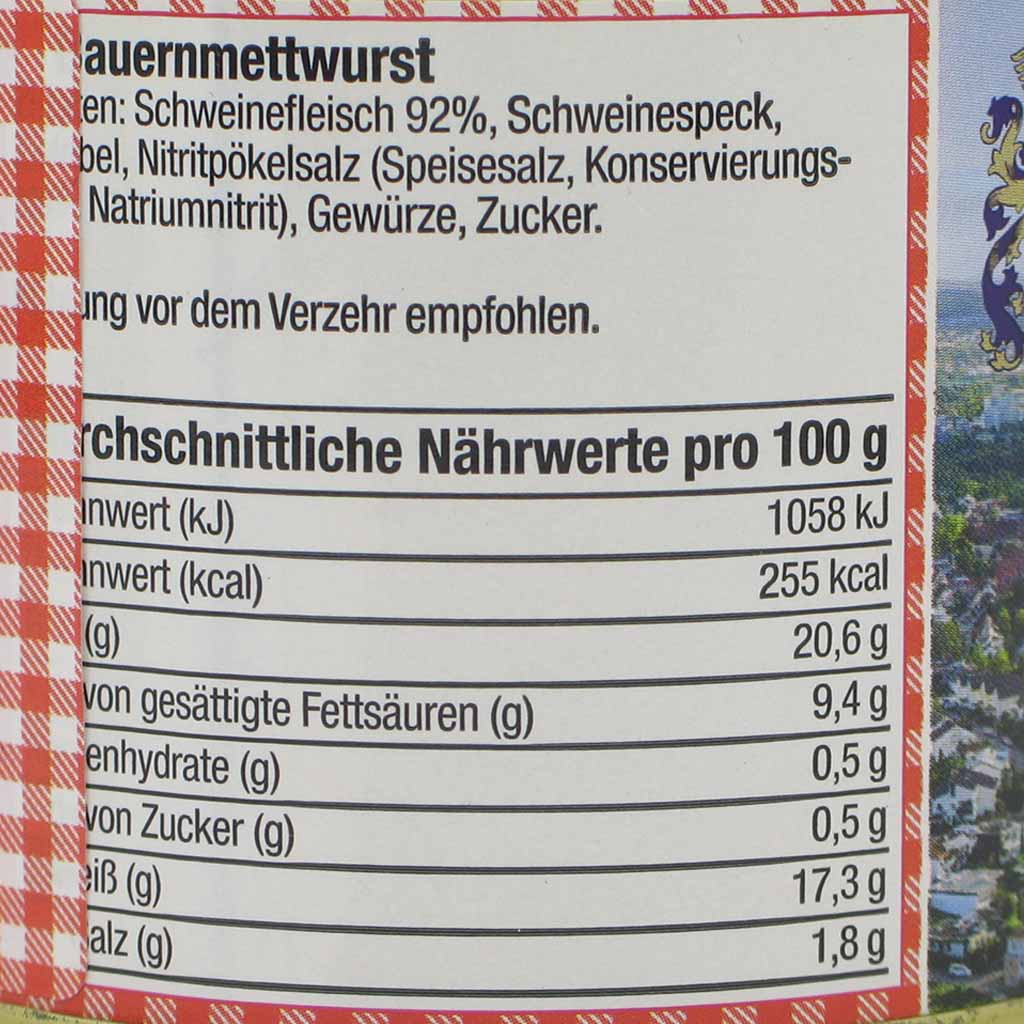 auernmettwurst
en: Schweinefleisch 92%, Schweinespeck,
bel, Nitritpökelsalz (Speisesalz, Konservierungs-
Natriumnitrit), Gewürze, Zucker.
ung vor dem Verzehr empfohlen.
rchschnittliche Nährwerte pro 100 g
nwert (kJ) 1058 kJ
nwert (kcal) 255 kcal
(g) 20,6 g
von gesättigte Fettsäuren (g) 9,4 g
enhydrate (g) 0,5 g
von Zucker (g) 0,5 g
eiß (g) 17,3 g
alz (g) 1,8 g